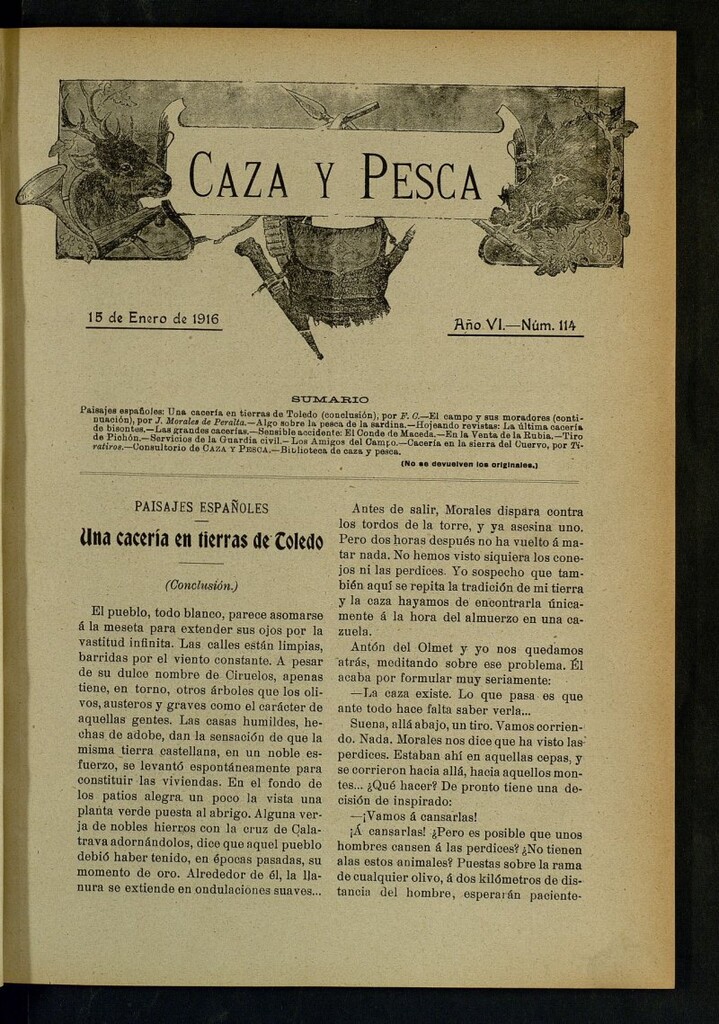 CAZA Y PESCA
15 de Enero de 1916
Año VI.—Núm. 114
SUMARIO
Paisajes españoles: Una cacería en tierras de Toledo (conclusión), por F. C.—El campo y sus moradores (conti-
nuación), por J. Morales de Peralta.—Algo sobre la pesca de la sardina.—Hojeando revistas: La última cacería
de bisontes.—Las grandes cacerías.—Sensible accidente: El Conde de Maceda.—En la Venta de la Rubia.—Tiro
de Pichón.—Servicios de la Guardia civil.—Los Amigos del Campo.—Cacería en la sierra del Cuervo, por Ti-
ratiros.—Consultorio de CAZA Y PESCA.—Biblioteca de caza y pesca.
(No se devuelven los originales.)
PAISAJES ESPAÑOLES
Una cacería en tierras de Toledo
(Conclusión.)
El pueblo, todo blanco, parece asomarse
á la meseta para extender sus ojos por la
vastitud infinita. Las calles están limpias,
barridas por el viento constante. A pesar
de su dulce nombre de Ciruelos, apenas
tiene, en torno, otros árboles que los oli-
vos, austeros y graves como el carácter de
aquellas gentes. Las casas humildes, he-
chas de adobe, dan la sensación de que la
misma tierra castellana, en un noble es-
fuerzo, se levantó espontáneamente para
constituir las viviendas. En el fondo de
los patios alegra un poco la vista una
planta verde puesta al abrigo. Alguna ver-
ja de nobles hierros con la cruz de Cala-
trava adornándolos, dice que aquel pueblo
debió haber tenido, en épocas pasadas, su
momento de oro. Alrededor de él, la lla-
nura se extiende en ondulaciones suaves...
Antes de salir, Morales dispara contra
los tordos de la torre, y ya asesina uno.
Pero dos horas después no ha vuelto á ma-
tar nada. No hemos visto siquiera los cone-
jos ni las perdices. Yo sospecho que tam-
bién aquí se repita la tradición de mi tierra
y la caza hayamos de encontrarla única-
mente á la hora del almuerzo en una ca-
zuela.
Antón del Olmet y yo nos quedamos
atrás, meditando sobre ese problema. Él
acaba por formular muy seriamente:
—La caza existe. Lo que pasa es que
ante todo hace falta saber verla...
Suena, allá abajo, un tiro. Vamos corrien-
do. Nada. Morales nos dice que ha visto las
perdices. Estaban ahí en aquellas cepas, y
se corrieron hacia allá, hacia aquellos mon-
tes... ¿Qué hacer? De pronto tiene una de-
cisión de inspirado:
—¡Vamos á cansarlas!
¡Á cansarlas! ¿Pero es posible que unos
hombres cansen á las perdices? ¿No tienen
alas estos animales? Puestas sobre la rama
de cualquier olivo, á dos kilómetros de dis-
tancia del hombre, esperarán paciente-